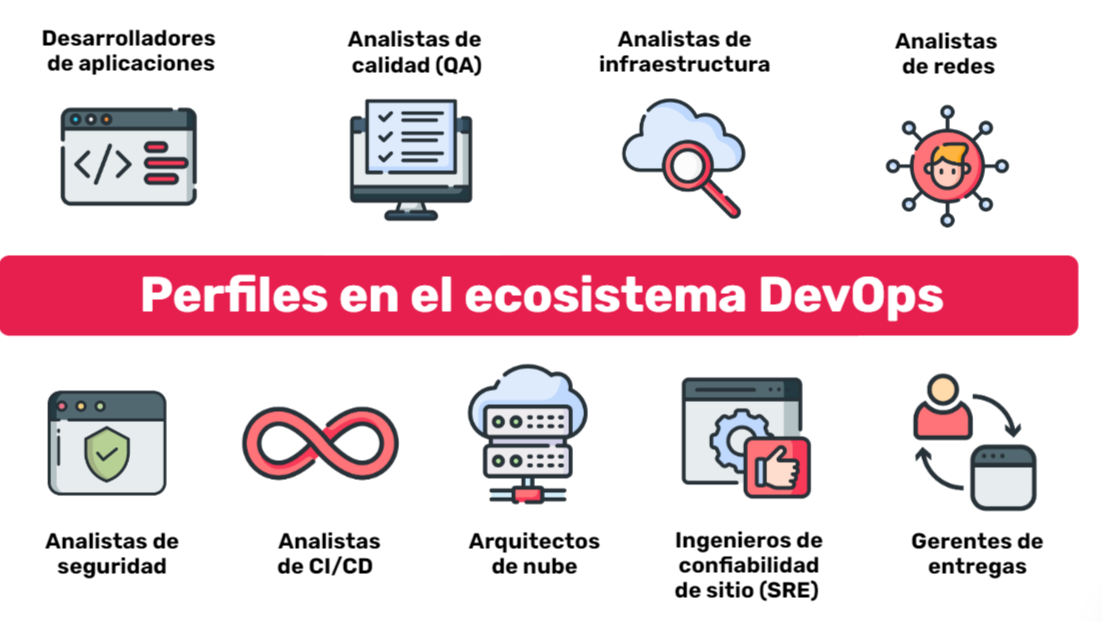 Desarrolladores
de aplicaciones
Analistas de
calidad (QA)
Analistas de
infraestructura
Analistas
de redes
Perfiles en el ecosistema DevOps
Analistas de
seguridad
Analistas
de CI/CD
Arquitectos
de nube
Ingenieros de
confiabilidad
de sitio (SRE)
Gerentes de
entregas